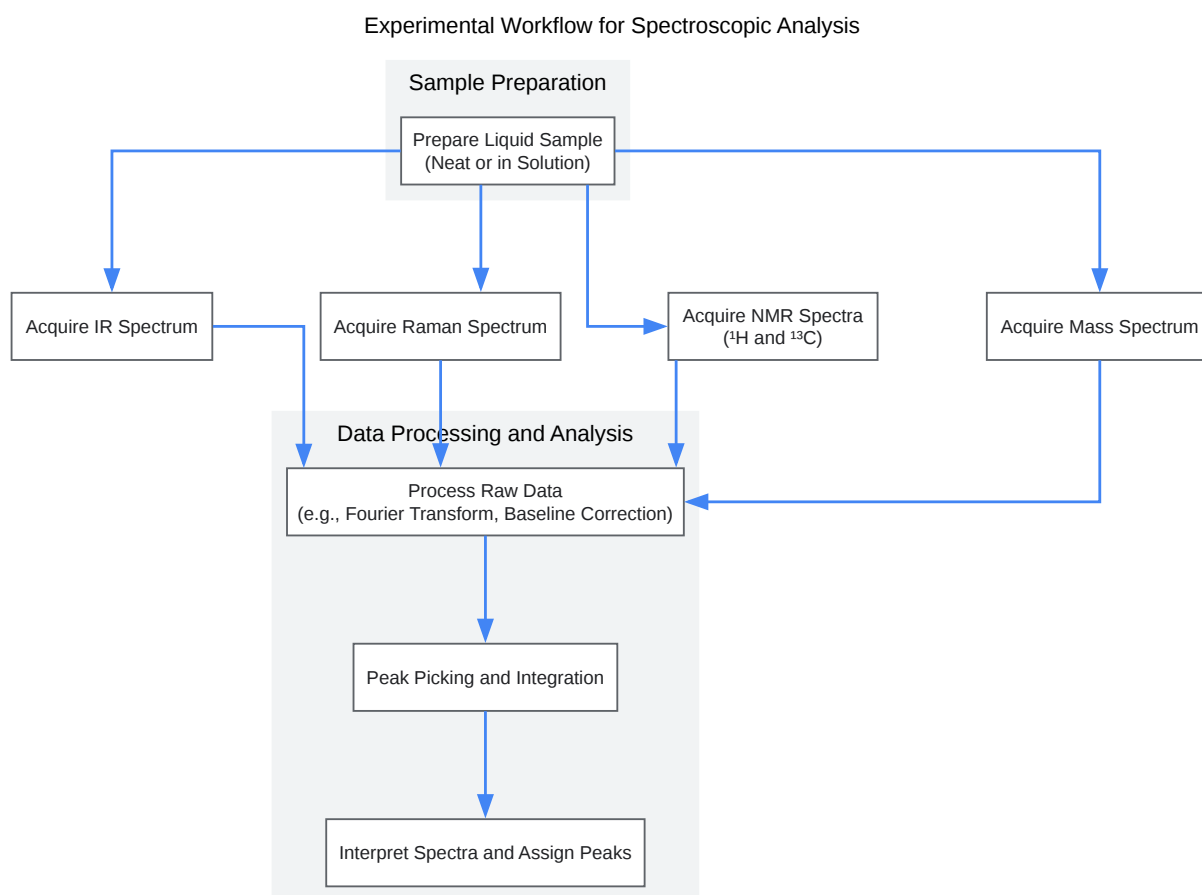 Experimental Workflow for Spectroscopic Analysis
Sample Preparation
Prepare Liquid Sample
(Neat or in Solution)
Acquire IR Spectrum
Acquire Raman Spectrum
Acquire NMR Spectra
(¹H and ¹³C)
Acquire Mass Spectrum
Data Processing and Analysis
Process Raw Data
(e.g., Fourier Transform, Baseline Correction)
Peak Picking and Integration
Interpret Spectra and Assign Peaks